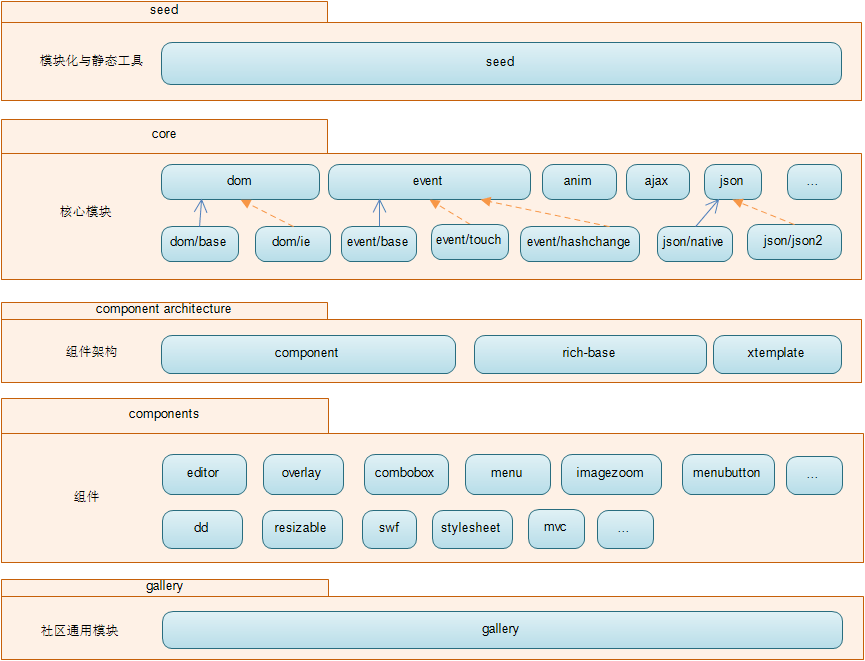 seed
模块化与静态工具
seed
core
核心模块
dom
event
anim
ajax
json
...
dom/base
dom/ie
event/base
event/touch
event/hashchange
json/native
json/json2
component architecture
组件架构
component
rich-base
xtemplate
components
组件
editor
overlay
combobox
menu
imagezoom
menubutton
...
dd
resizable
swf
stylesheet
mvc
...
gallery
社区通用模块
gallery